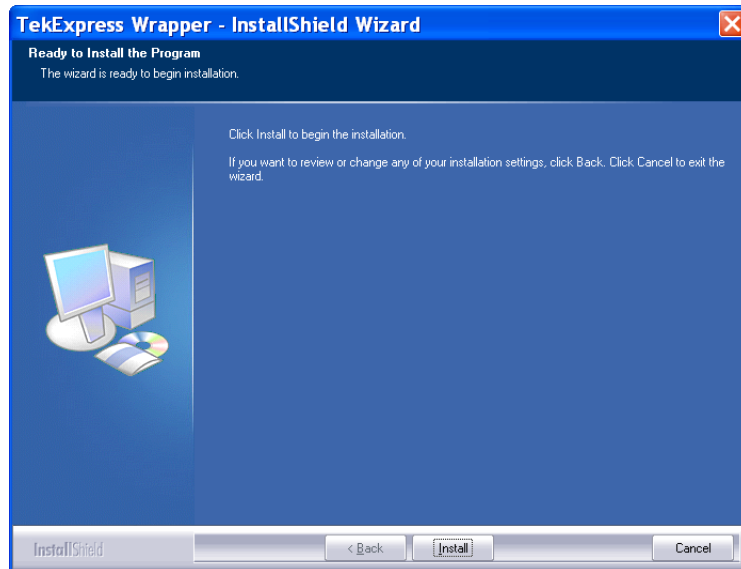 TekExpress Wrapper - InstallShield Wizard
Ready to Install the Program
The wizard is ready to begin installation.
Click Install to begin the installation.
If you want to review or change any of your installation settings, click Back. Click Cancel to exit the
wizard.
InstallShield
< Back
Install
Cancel